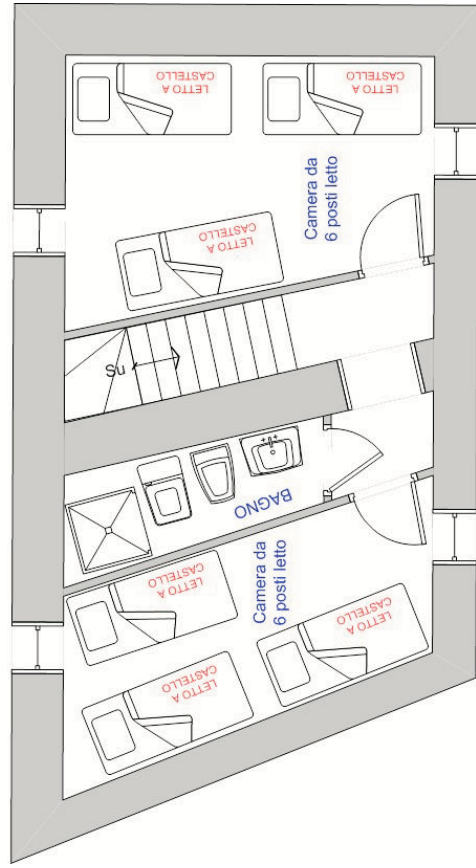 LETTO A
CASTELLO
LETTO A
CASTELLO
LETTO A
CASTELLO
Camera da
6 posti letto
Su
BAGNO
LETTO A
CASTELLO
Camera da
6 posti letto
LETTO A
CASTELLO
LETTO A
CASTELLO